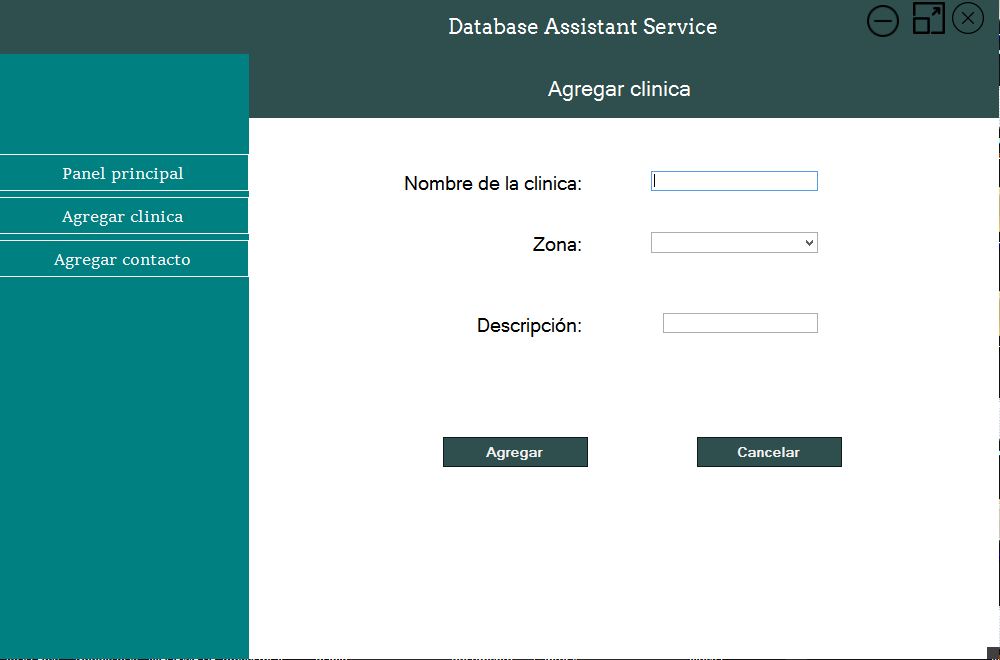 Database Assistant Service
Agregar clinica
Panel principal
Agregar clinica
Agregar contacto
Nombre de la clinica:
Zona:
Descripción:
Agregar
Cancelar